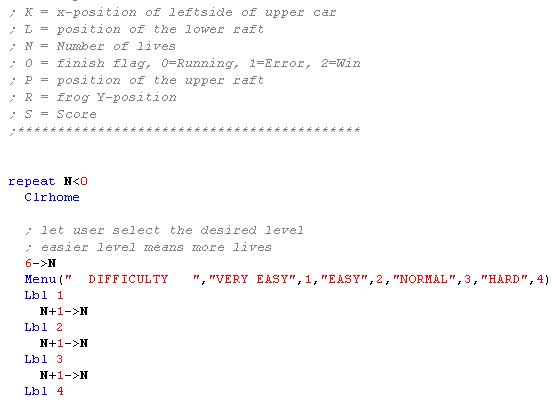 ; K = x-position of leftside of upper car
; L = position of the lower raft
; N = Number of lives
; O = finish flag, 0=Running, 1=Error, 2=Win
; P = position of the upper raft
; R = frog Y-position
; S = Score
;*******************************************
repeat N<0
Clrhome
; let user select the desired level
; easier level means more lives
6->N
Menu("  DIFFICULTY   ","VERY EASY",1,"EASY",2,"NORMAL",3,"HARD",4)
Lbl 1
N+1->N
Lbl 2
N+1->N
Lbl 3
N+1->N
Lbl 4